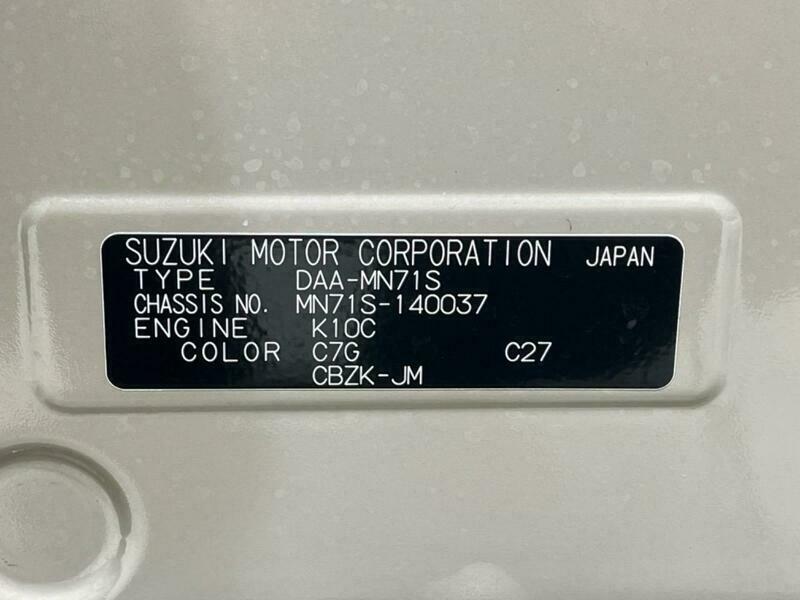 SUZUKI MOTOR CORPORATION JAPAN
TYPE DAA-MN71S
CHASSIS NO. MN71S-140037
ENGINE K10C
COLOR C7G C27
CBZK-JM